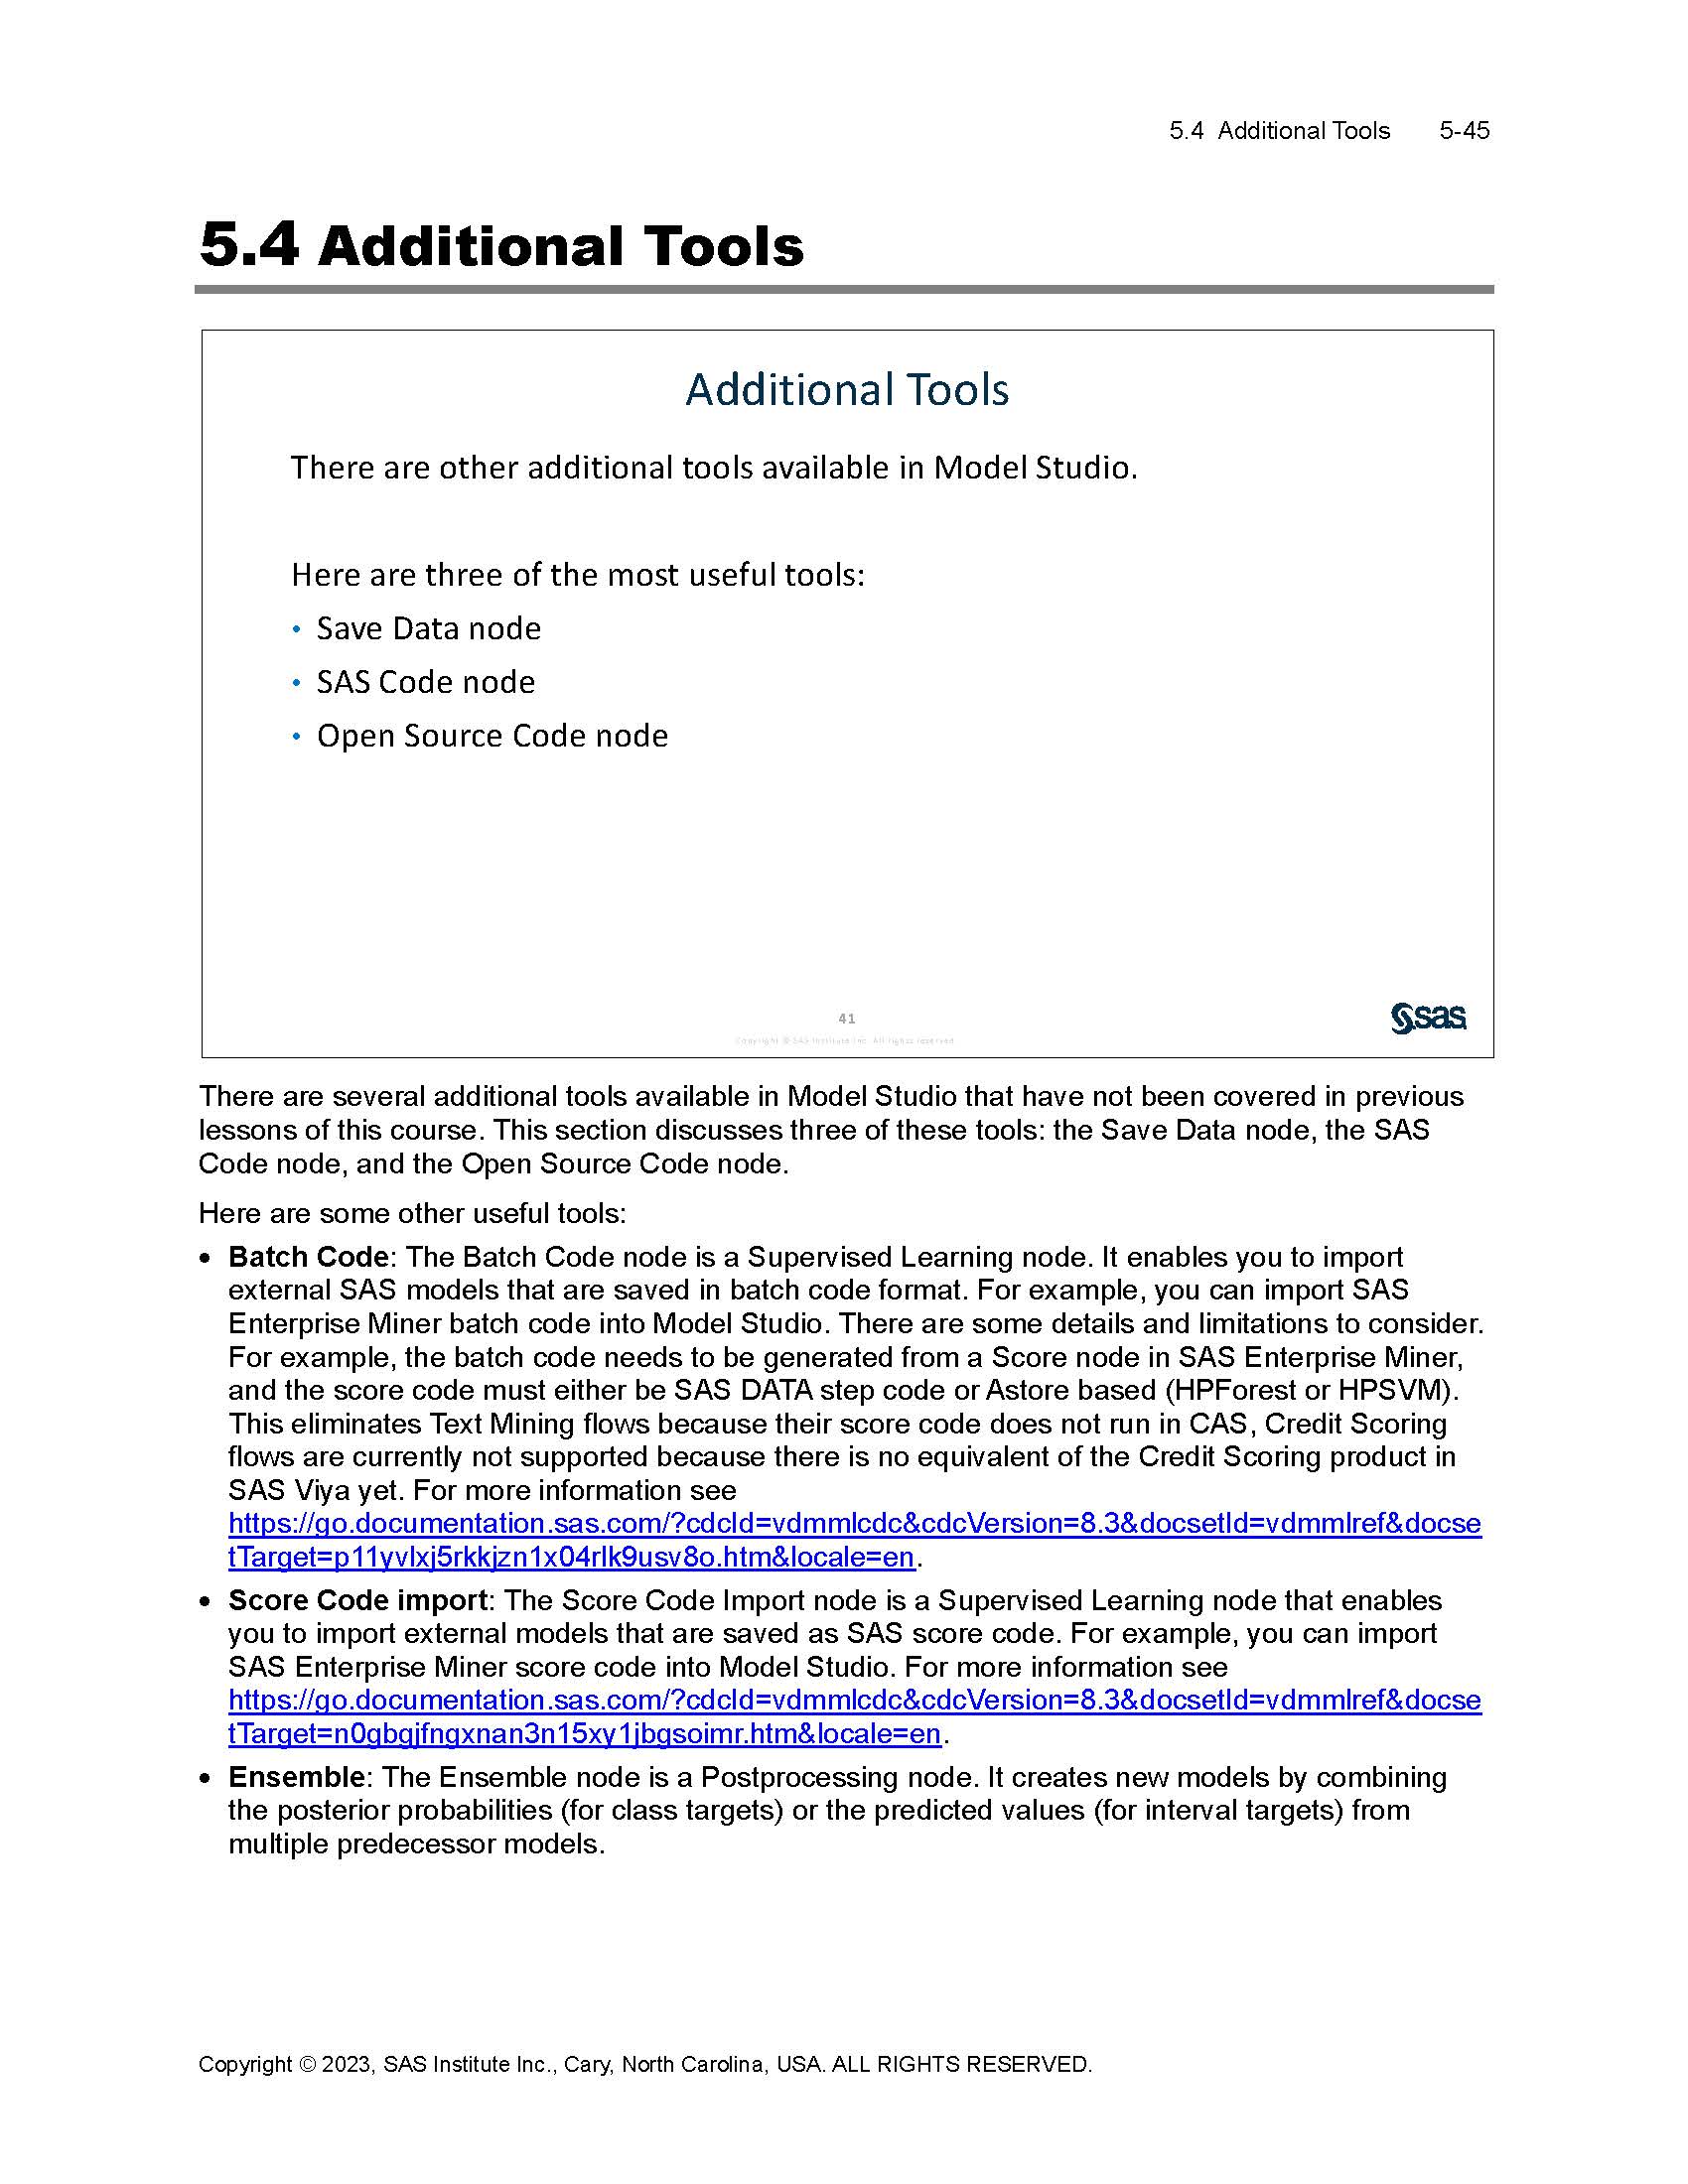 5.4 Additional Tools 5-45
5.4 Additional Tools
Additional Tools
There are other additional tools available in Model Studio.
Here are three of the most useful tools:
• Save Data node
• SAS Code node
• Open Source Code node
41
Copyright © SAS Institute Inc. All rights reserved.
sas
There are several additional tools available in Model Studio that have not been covered in previous
lessons of this course. This section discusses three of these tools: the Save Data node, the SAS
Code node, and the Open Source Code node.
Here are some other useful tools:
• Batch Code: The Batch Code node is a Supervised Learning node. It enables you to import
external SAS models that are saved in batch code format. For example, you can import SAS
Enterprise Miner batch code into Model Studio. There are some details and limitations to consider.
For example, the batch code needs to be generated from a Score node in SAS Enterprise Miner,
and the score code must either be SAS DATA step code or Astore based (HPForest or HPSVM).
This eliminates Text Mining flows because their score code does not run in CAS, Credit Scoring
flows are currently not supported because there is no equivalent of the Credit Scoring product in
SAS Viya yet. For more information see
https://go.documentation.sas.com/?cdcId=vdmmlcdc&cdcVersion=8.3&docsetId=vdmmlref&docse
tTarget=p11yvlxj5rkkjzn1x04rlk9usv8o.htm&locale=en.
• Score Code import: The Score Code Import node is a Supervised Learning node that enables
you to import external models that are saved as SAS score code. For example, you can import
SAS Enterprise Miner score code into Model Studio. For more information see
https://go.documentation.sas.com/?cdcId=vdmmlcdc&cdcVersion=8.3&docsetId=vdmmlref&docse
tTarget=n0gbgjfngxnan3n15xy1jbgsoimr.htm&locale=en.
• Ensemble: The Ensemble node is a Postprocessing node. It creates new models by combining
the posterior probabilities (for class targets) or the predicted values (for interval targets) from
multiple predecessor models.
Copyright © 2023, SAS Institute Inc., Cary, North Carolina, USA. ALL RIGHTS RESERVED.